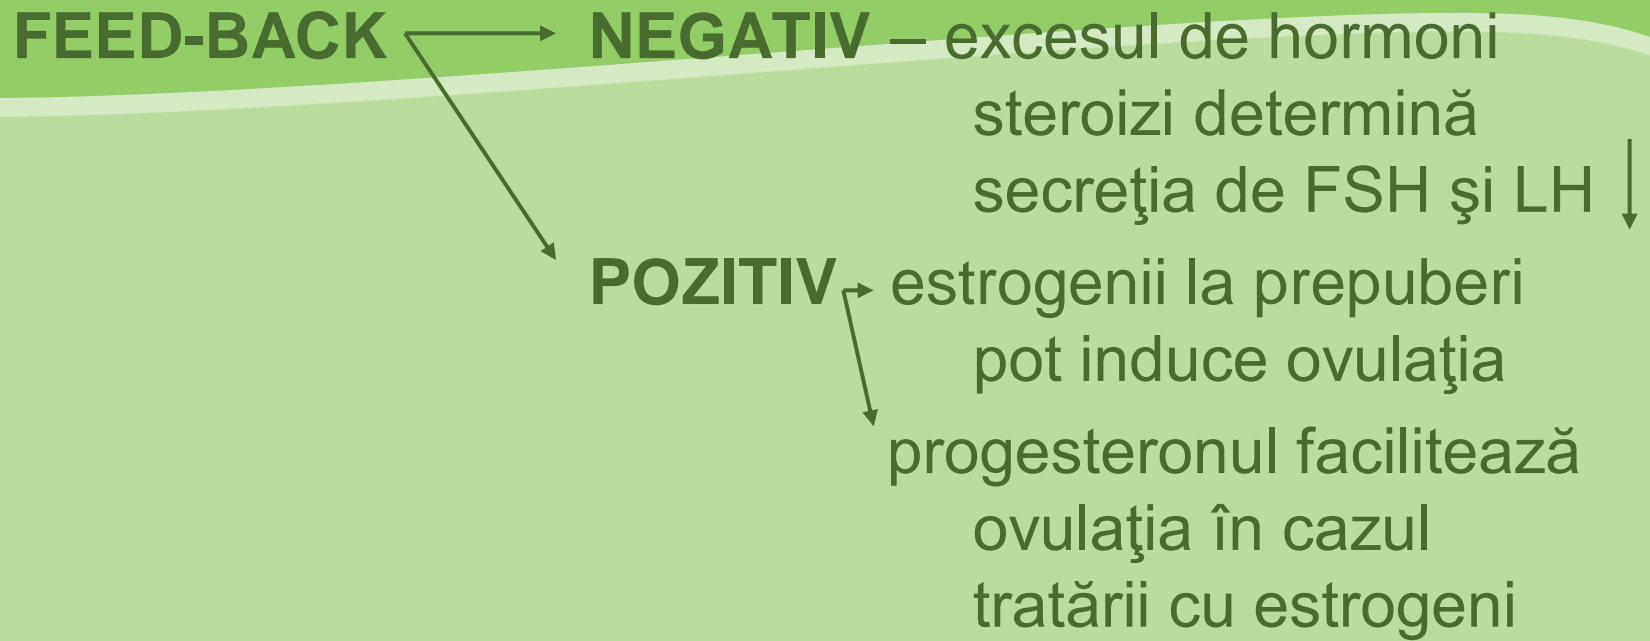 FEED-BACK NEGATIV – excesul de hormoni
steroizi determină
secreţia de FSH şi LH
POZITIV estrogenii la prepuberi
pot induce ovulaţia
progesteronul facilitează
ovulaţia în cazul
tratării cu estrogeni